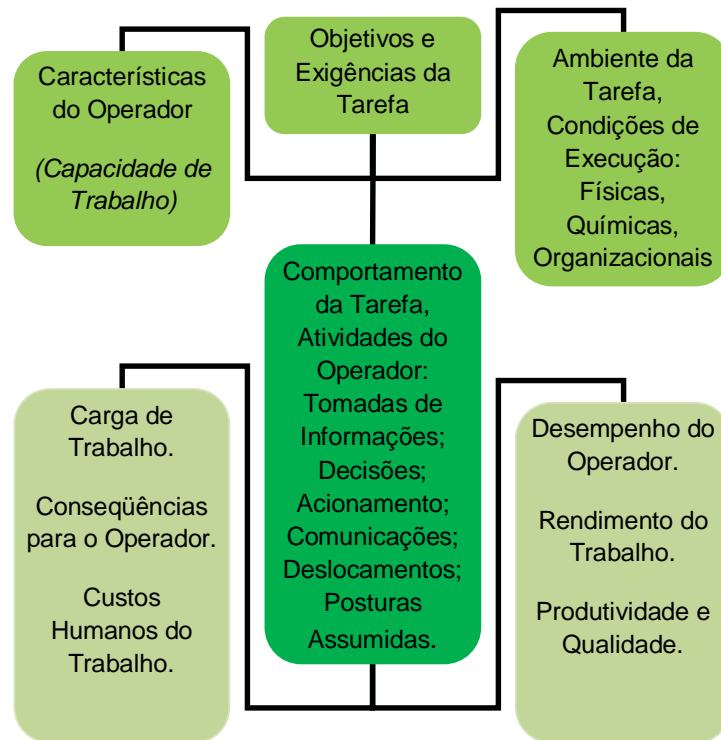 Características
do Operador
(Capacidade de
Trabalho)
Objetivos e
Exigências da
Tarefa
Ambiente da
Tarefa,
Condições de
Execução:
Físicas,
Químicas,
Organizacionais
Comportamento
da Tarefa,
Atividades do
Operador:
Tomadas de
Informações;
Decisões;
Acionamento;
Comunicações;
Deslocamentos;
Posturas
Assumidas.
Carga de
Trabalho.
Conseqüências
para o Operador.
Custos
Humanos do
Trabalho.
Desempenho do
Operador.
Rendimento do
Trabalho.
Produtividade e
Qualidade.